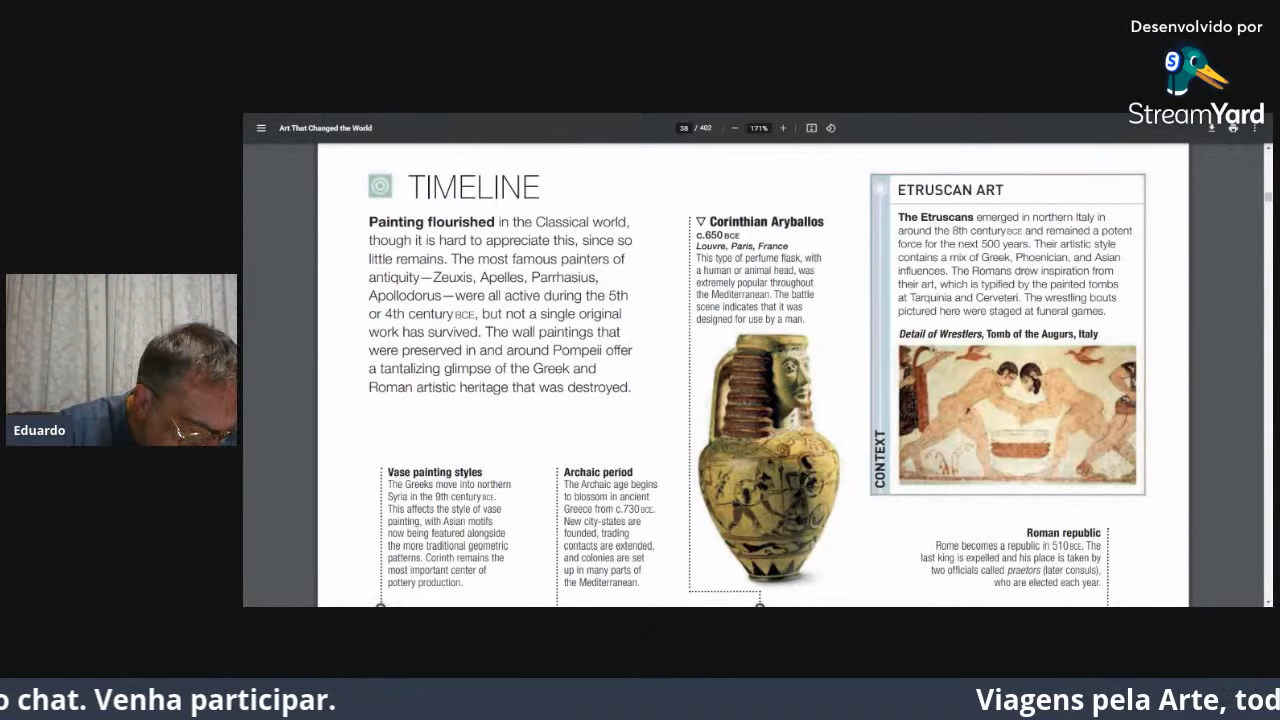 Desenvolvido por
S
StreamYard
Art That Changed the World
38 / 402
171%
TIMELINE
Painting flourished in the Classical world,
though it is hard to appreciate this, since so
little remains. The most famous painters of
antiquity—Zeuxis, Apelles, Parrhasius,
Apollodorus—were all active during the 5th
or 4th century BCE, but not a single original
work has survived. The wall paintings that
were preserved in and around Pompeii offer
a tantalizing glimpse of the Greek and
Roman artistic heritage that was destroyed.
▽ Corinthian Aryballos
c.650 BCE
Louvre, Paris, France
This type of perfume flask, with
a human or animal head, was
extremely popular throughout
the Mediterranean. The battle
scene indicates that it was
designed for use by a man.
CONTEXT
ETRUSCAN ART
The Etruscans emerged in northern Italy in
around the 8th century BCE and remained a potent
force for the next 500 years. Their artistic style
contains a mix of Greek, Phoenician, and Asian
influences. The Romans drew inspiration from
their art, which is typified by the painted tombs
at Tarquinia and Cerveteri. The wrestling bouts
pictured here were staged at funeral games.
Detail of Wrestlers, Tomb of the Augurs, Italy
Vase painting styles
The Greeks move into northern
Syria in the 9th century BCE.
This affects the style of vase
painting, with Asian motifs
now being featured alongside
the more traditional geometric
patterns. Corinth remains the
most important center of
pottery production.
Archaic period
The Archaic age begins
to blossom in ancient
Greece from c.730 BCE.
New city-states are
founded, trading
contacts are extended,
and colonies are set
up in many parts of
the Mediterranean.
Roman republic
Rome becomes a republic in 510 BCE. The
last king is expelled and his place is taken by
two officials called praetors (later consuls),
who are elected each year.
Eduardo
o chat. Venha participar.
Viagens pela Arte, tod